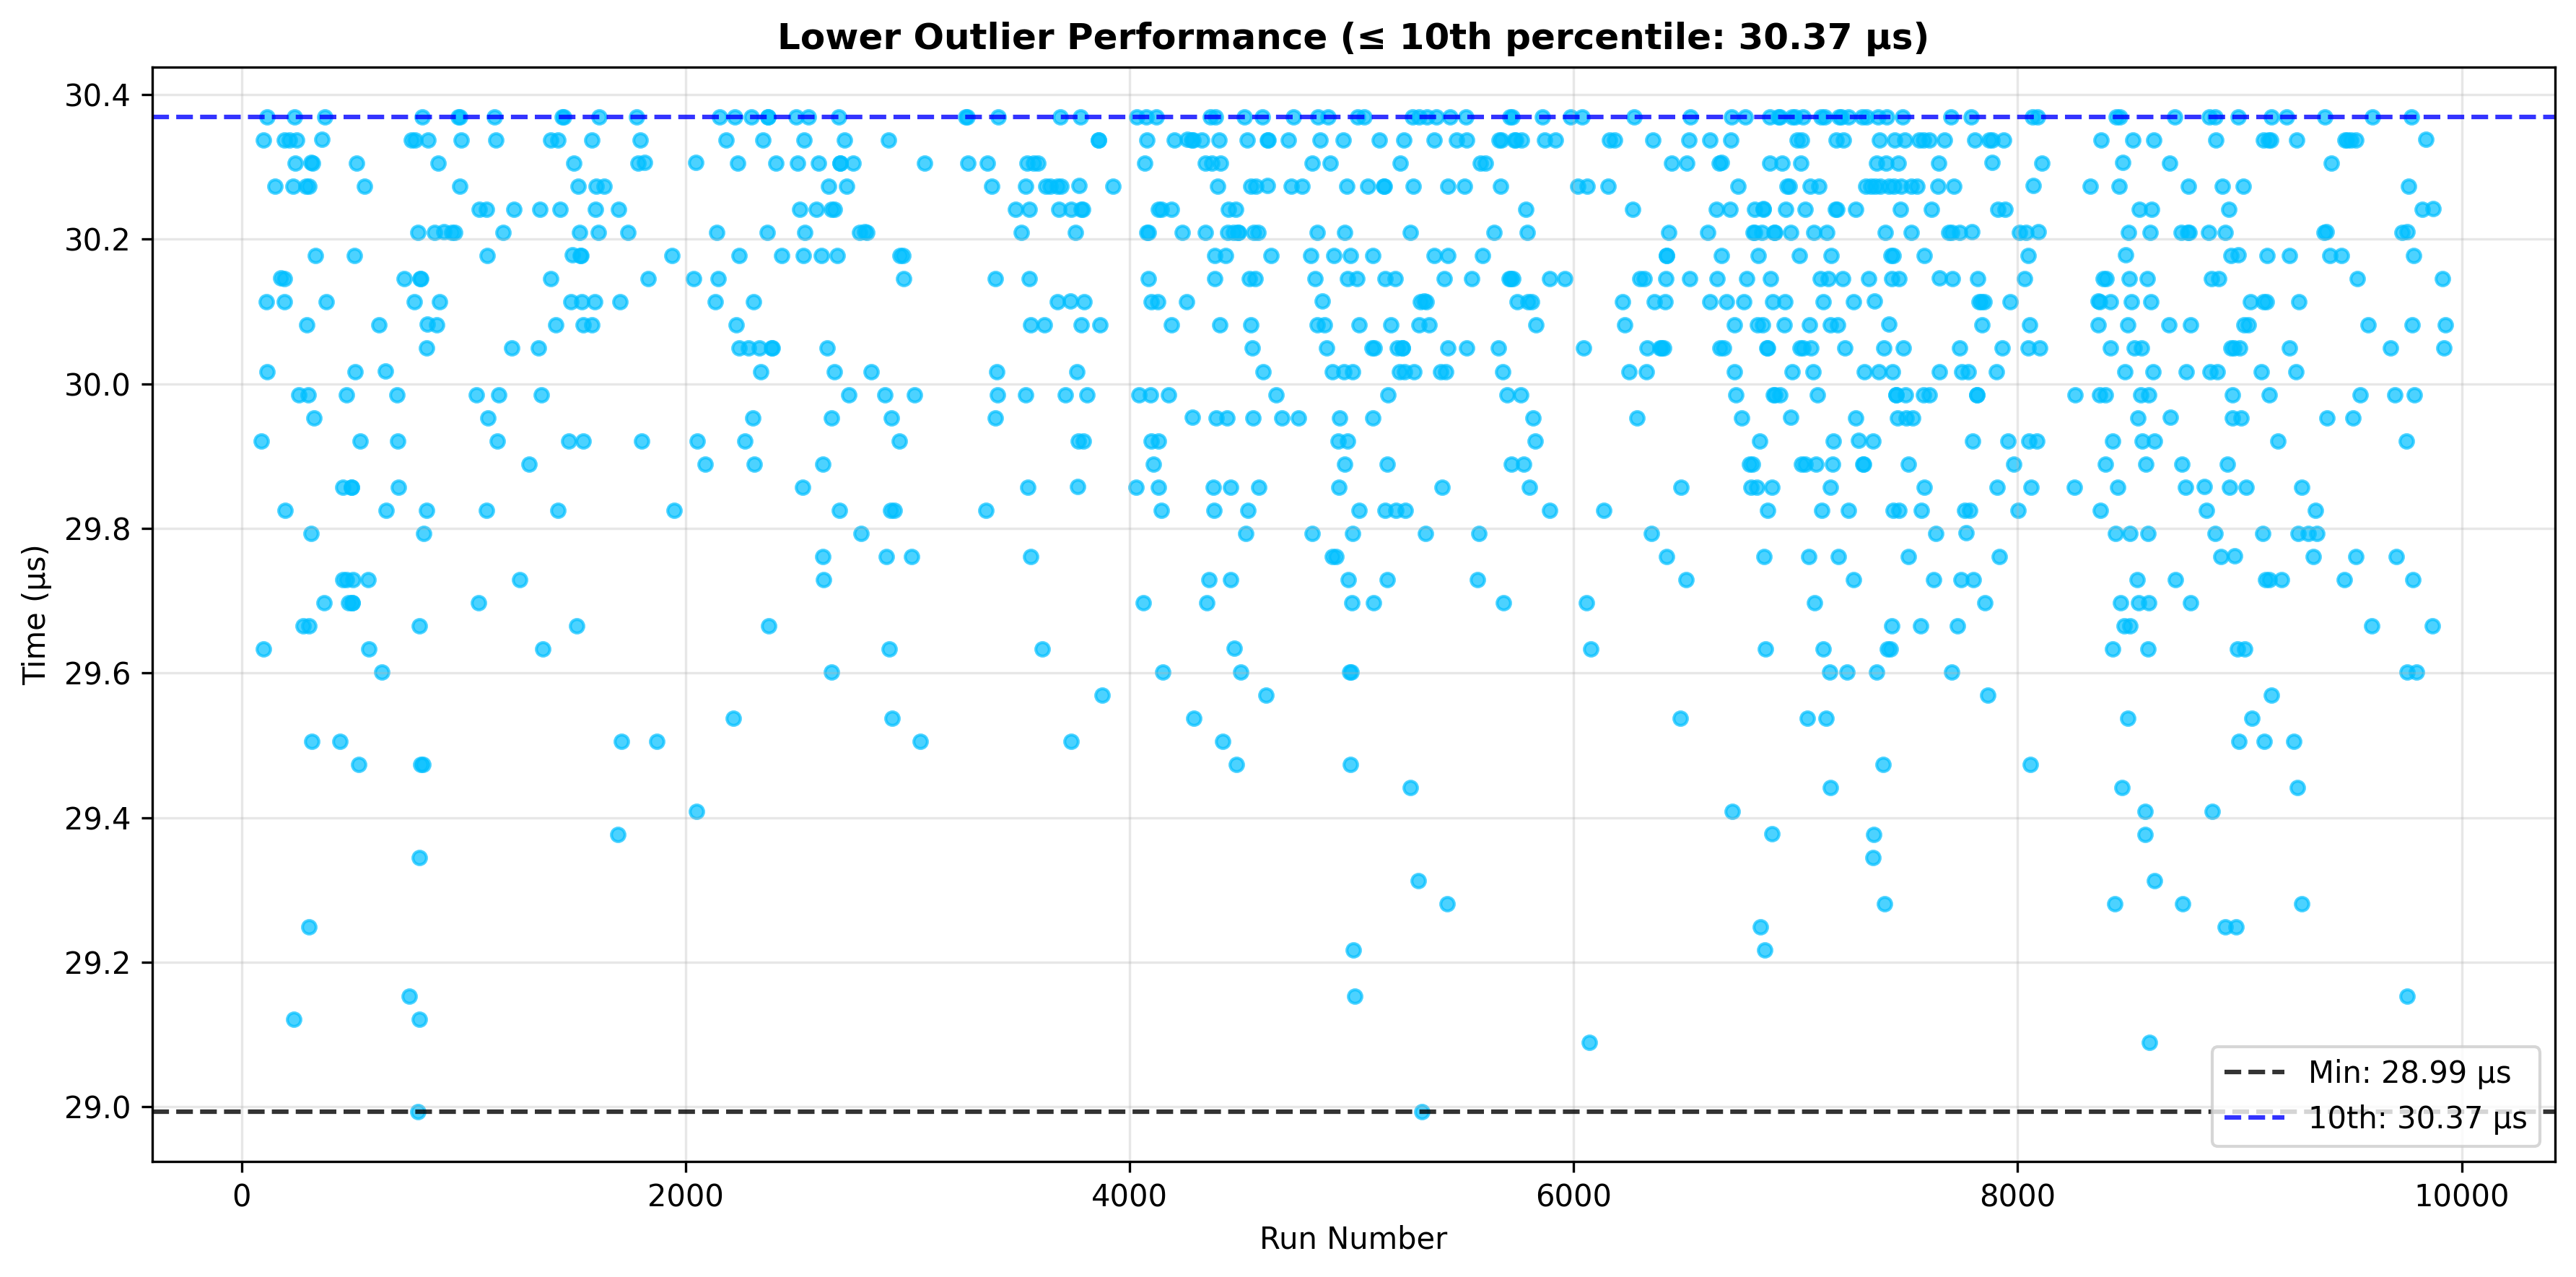 Lower Outlier Performance (≤ 10th percentile: 30.37 µs)
Time (µs)
30.4
30.2
30.0
29.8
29.6
29.4
29.2
29.0
Min: 28.99 µs
10th: 30.37 µs
0 2000 4000 6000 8000 10000
Run Number